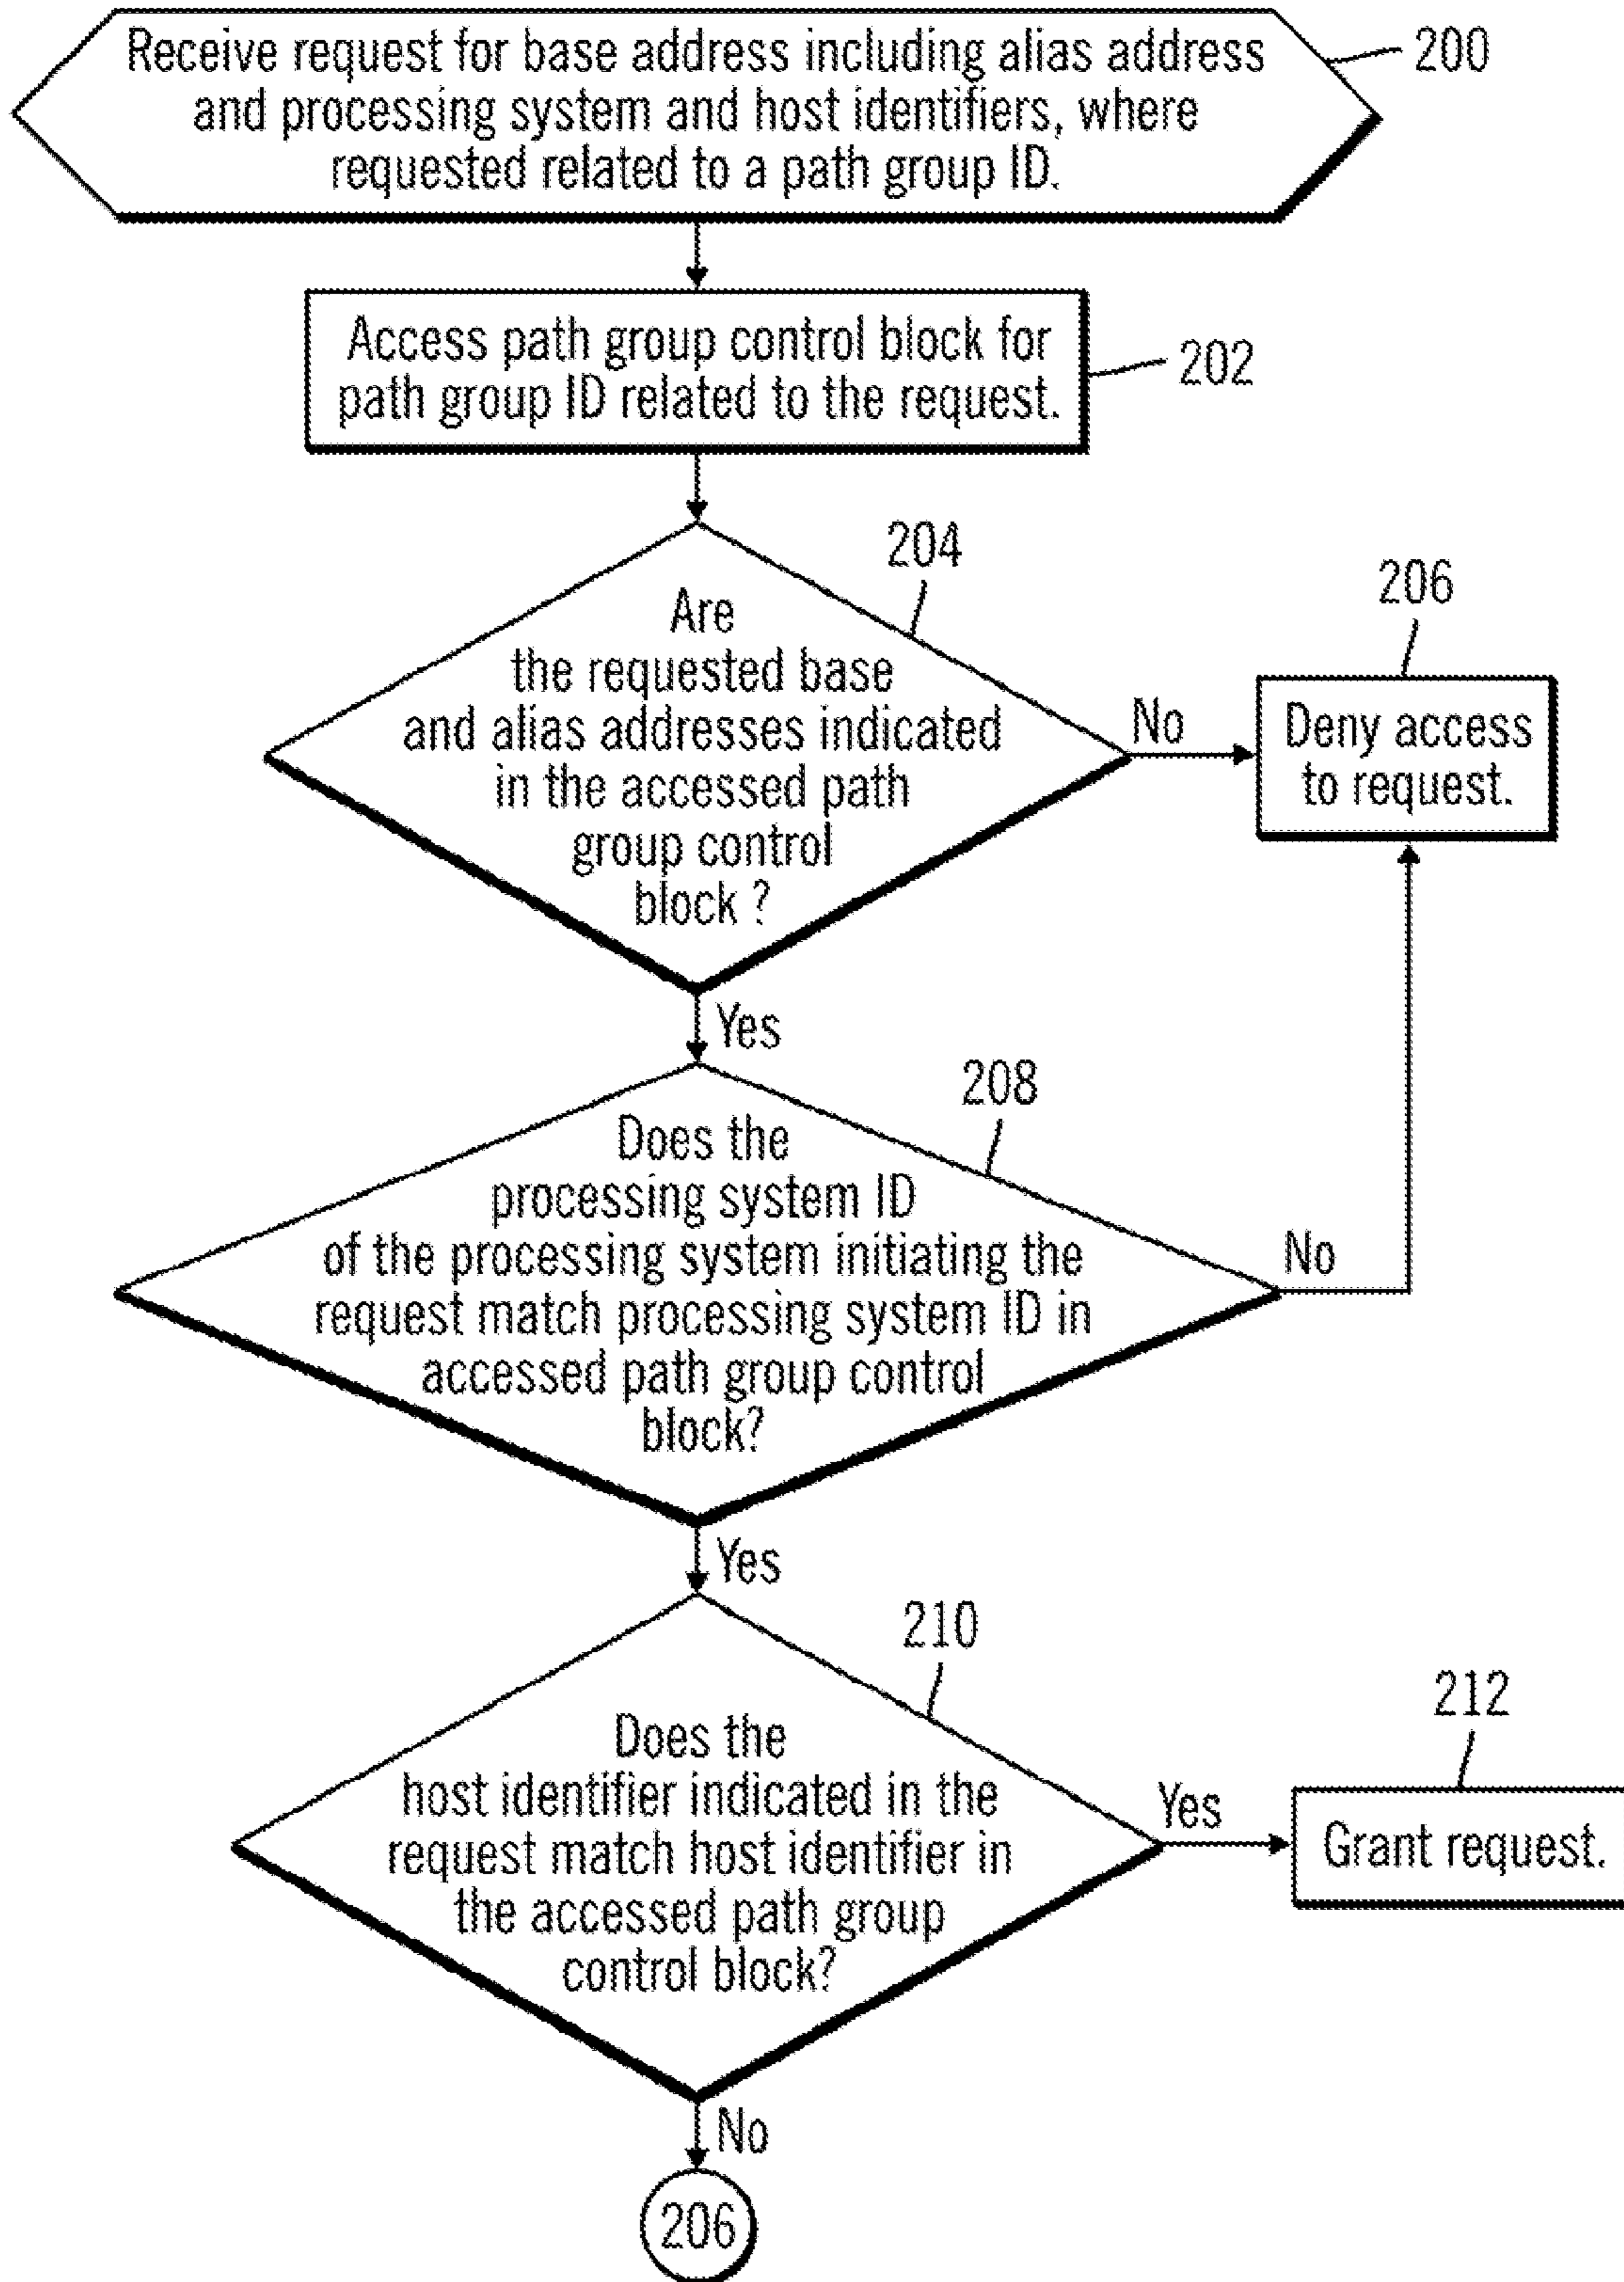 Receive request for base address including alias address
and processing system and host identifiers, where
requested related to a path group ID.
200
Access path group control block for
path group ID related to the request.
202
204
Are
the requested base
and alias addresses indicated
in the accessed path
group control
block ?
No
206
Deny access
to request.
Yes
208
Does the
processing system ID
of the processing system initiating the
request match processing system ID in
accessed path group control
block?
No
Yes
210
Does the
host identifier indicated in the
request match host identifier in
the accessed path group
control block?
Yes
212
Grant request.
No
206